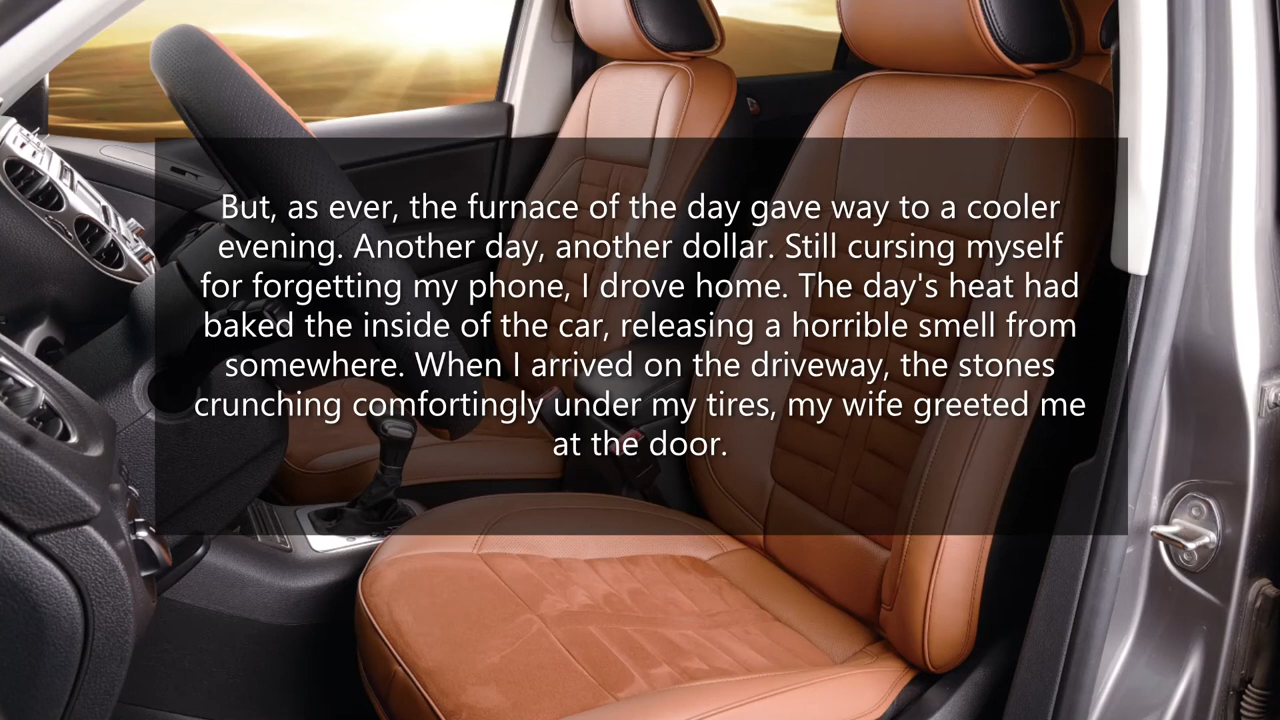 But, as ever, the furnace of the day gave way to a cooler
evening. Another day, another dollar. Still cursing myself
for forgetting my phone, I drove home. The day's heat had
baked the inside of the car, releasing a horrible smell from
somewhere. When I arrived on the driveway, the stones
crunching comfortingly under my tires, my wife greeted me
at the door.